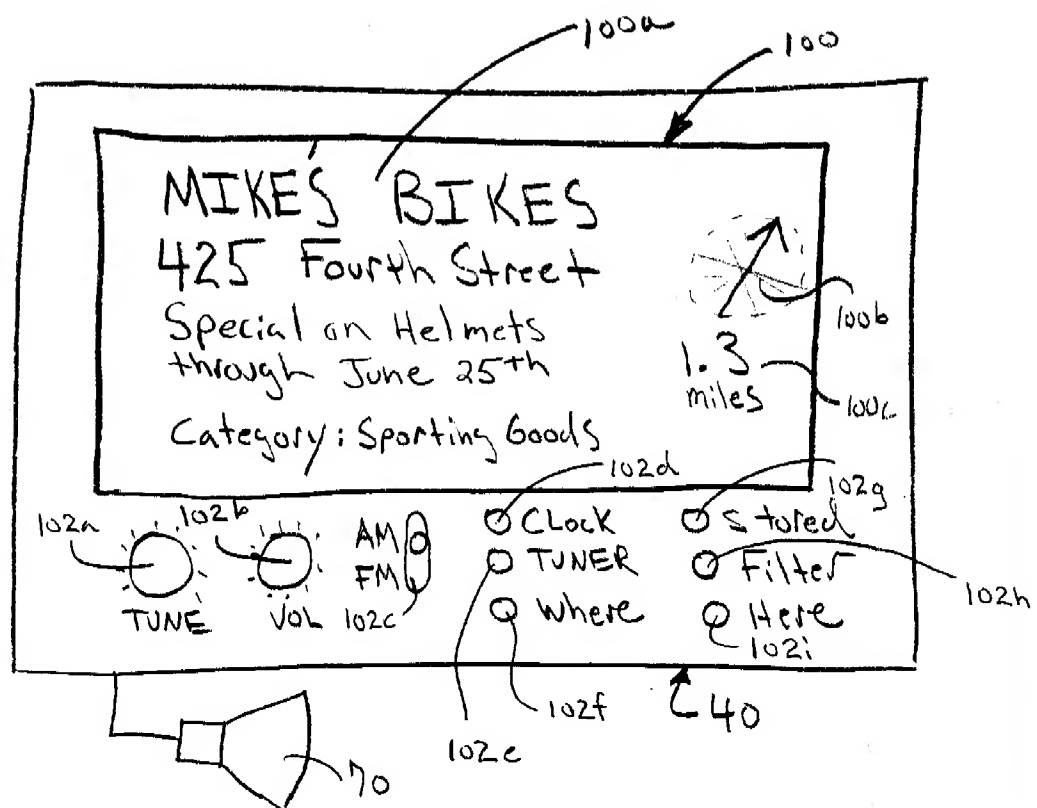 100a
100
MIKE'S BIKES
425 Fourth Street
Special on Helmets
through June 25th
Category: Sporting Goods
100b
1.3
miles
100c
102d
102g
102a
102b
AM
FM
102c
CLOCK
TUNER
Where
Stored
Filter
Here
102h
TUNE
VOL
102i
102f
40
102e
70